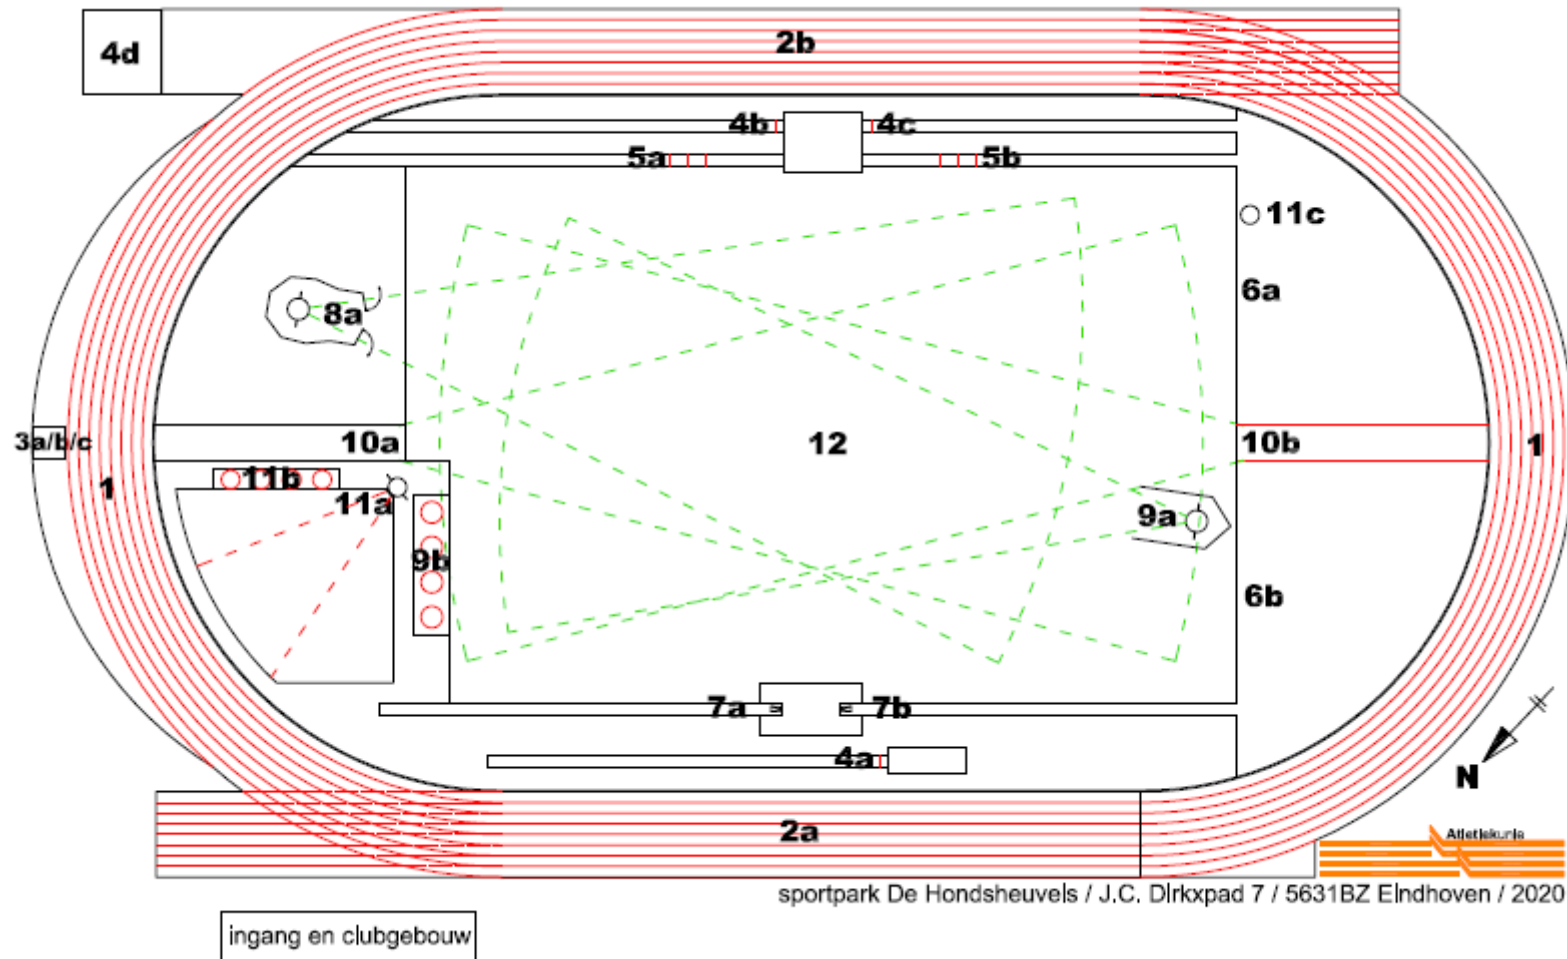 4d
2b
4b
4c
5a
5b
11c
6a
8a
3a/b/c
10a
12
10b
1
11b
1
11a
9a
9b
6b
7a
7b
4a
N
2a
Atletiekunie
sportpark De Hondsheuvels / J.C. Dirkxpad 7 / 5631BZ Eindhoven / 2020
ingang en clubgebouw